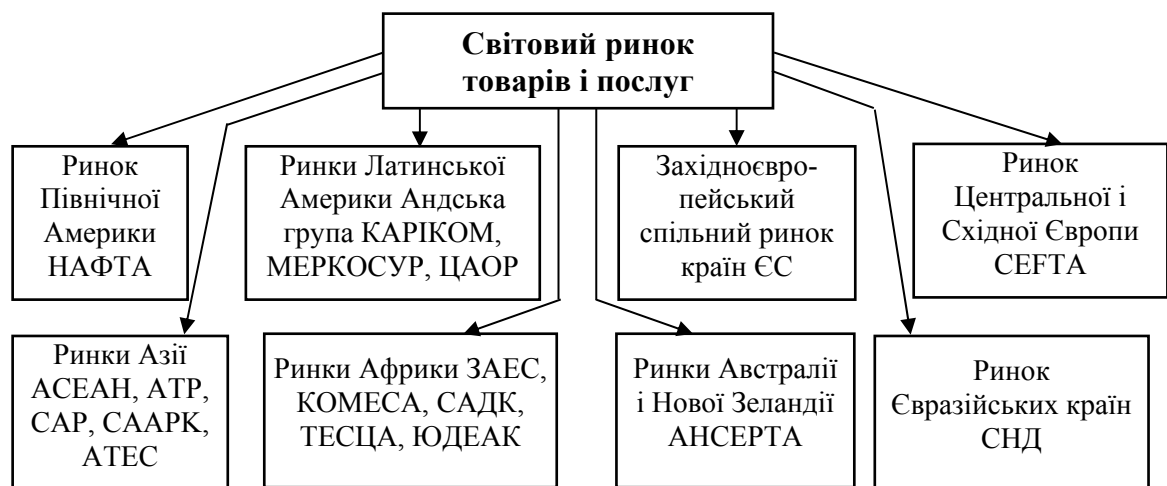 Світовий ринок
товарів і послуг
Ринок
Північної
Америки
НАФТА
Ринки Латинської
Америки Андська
група КАРІКОМ,
МЕРКОСУР, ЦАОР
Західноєвро-
пейський
спільний ринок
країн ЄС
Ринок
Центральної і
Східної Європи
CEFTA
Ринки Азії
АСЕАН, АТР,
САР, СААРК,
АТЕС
Ринки Африки ЗАЕС,
КОМЕСА, САДК,
ТЕСЦА, ЮДЕАК
Ринки Австралії
і Нової Зеландії
АНСЕРТА
Ринок
Євразійських країн
СНД